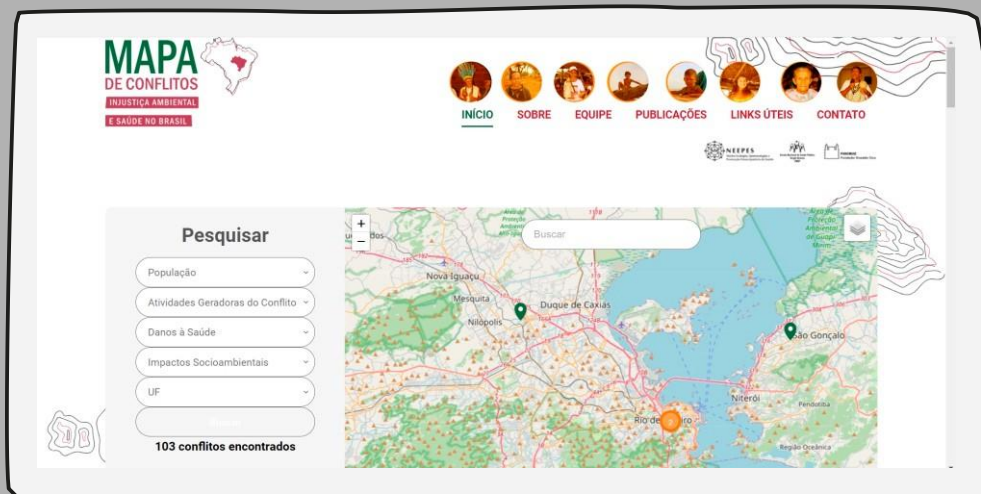 MAPA
DE CONFLITOS
INJUSTIÇA AMBIENTAL
E SAÚDE NO BRASIL
INÍCIO SOBRE EQUIPE PUBLICAÇÕES LINKS ÚTEIS CONTATO
NEEPES
FIOCRUZ
Pesquisar
População
Atividades Geradoras do Conflito
Danos à Saúde
Impactos Socioambientais
UF
103 conflitos encontrados
+
−
Buscar
Nova Iguaçu
Mesquita
Nilópolis
Duque de Caxias
São Gonçalo
Niterói
Pendotiba
Região Oceânica